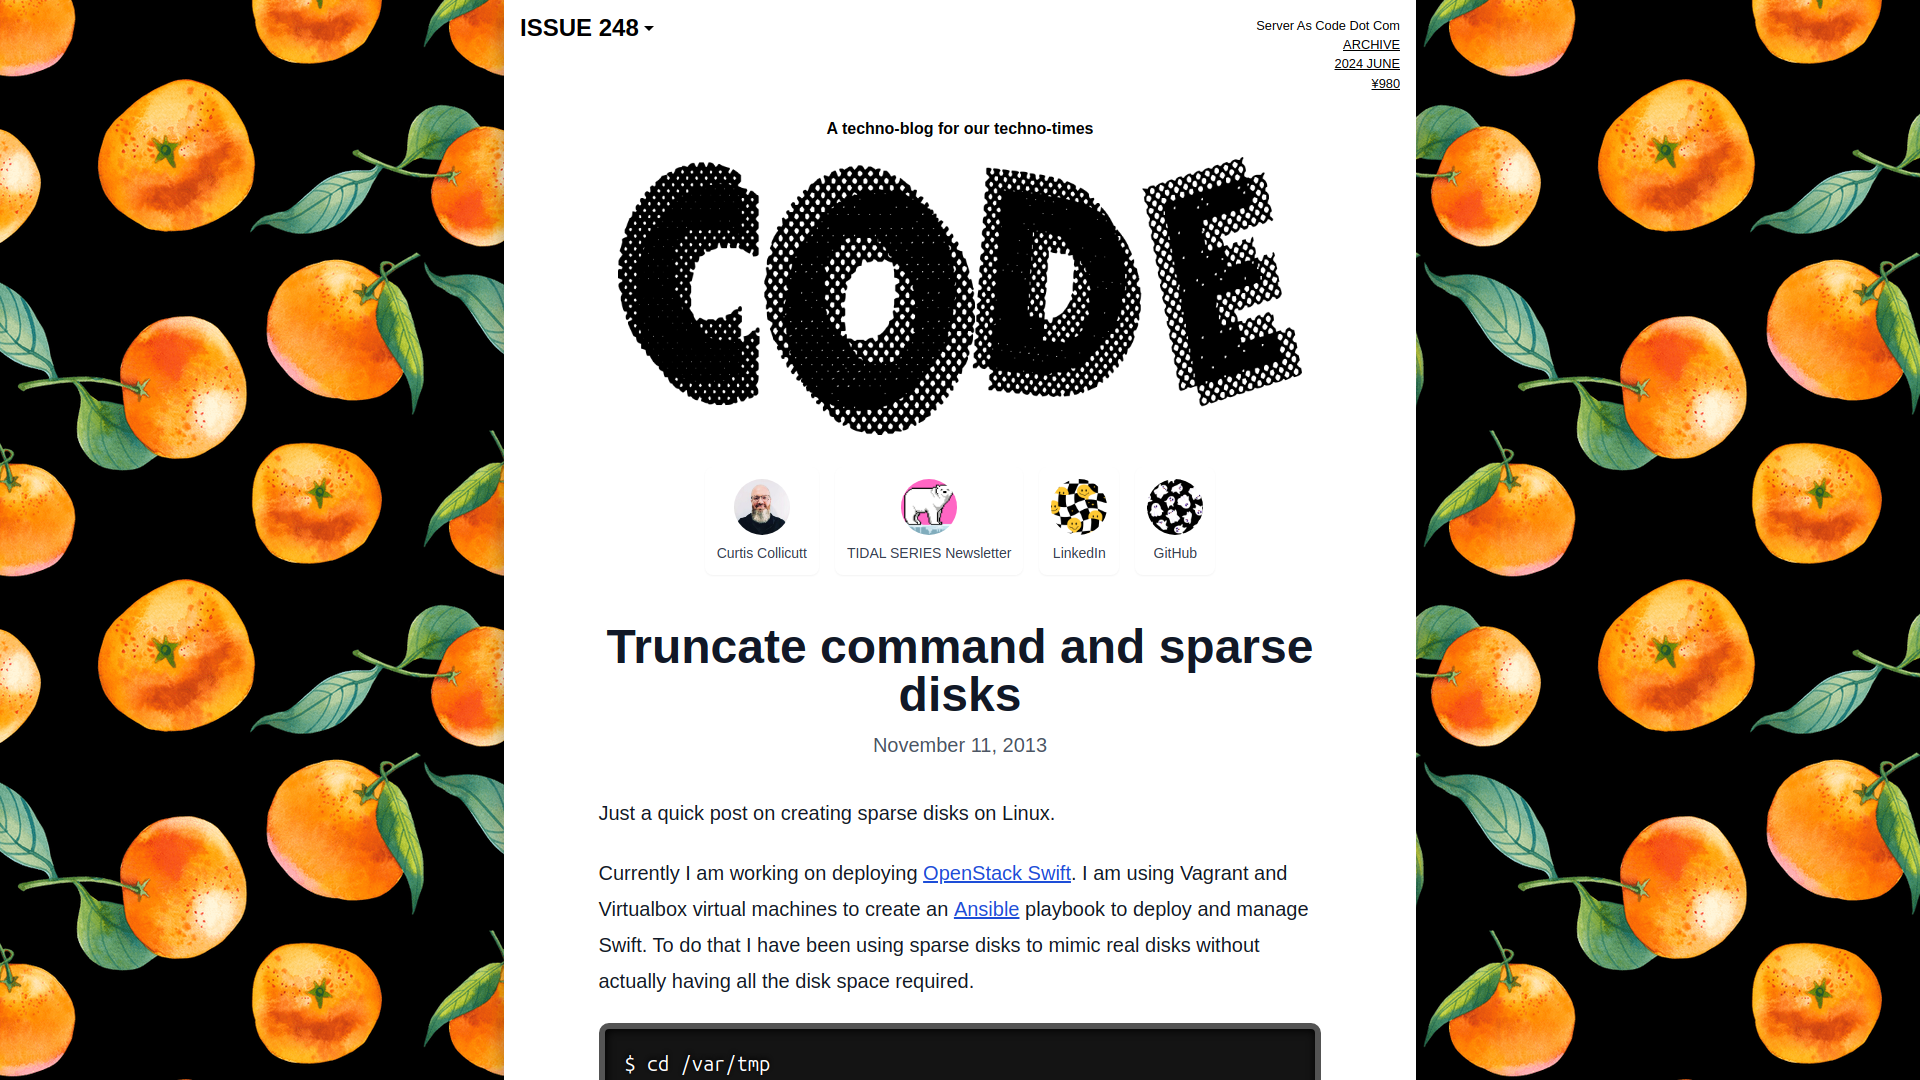 ISSUE 248
Server As Code Dot Com
ARCHIVE
2024 JUNE
¥980
A techno-blog for our techno-times
CODE
Curtis Collicutt
TIDAL SERIES Newsletter
LinkedIn
GitHub
Truncate command and sparse
disks
November 11, 2013
Just a quick post on creating sparse disks on Linux.
Currently I am working on deploying OpenStack Swift. I am using Vagrant and
Virtualbox virtual machines to create an Ansible playbook to deploy and manage
Swift. To do that I have been using sparse disks to mimic real disks without
actually having all the disk space required.
$ cd /var/tmp